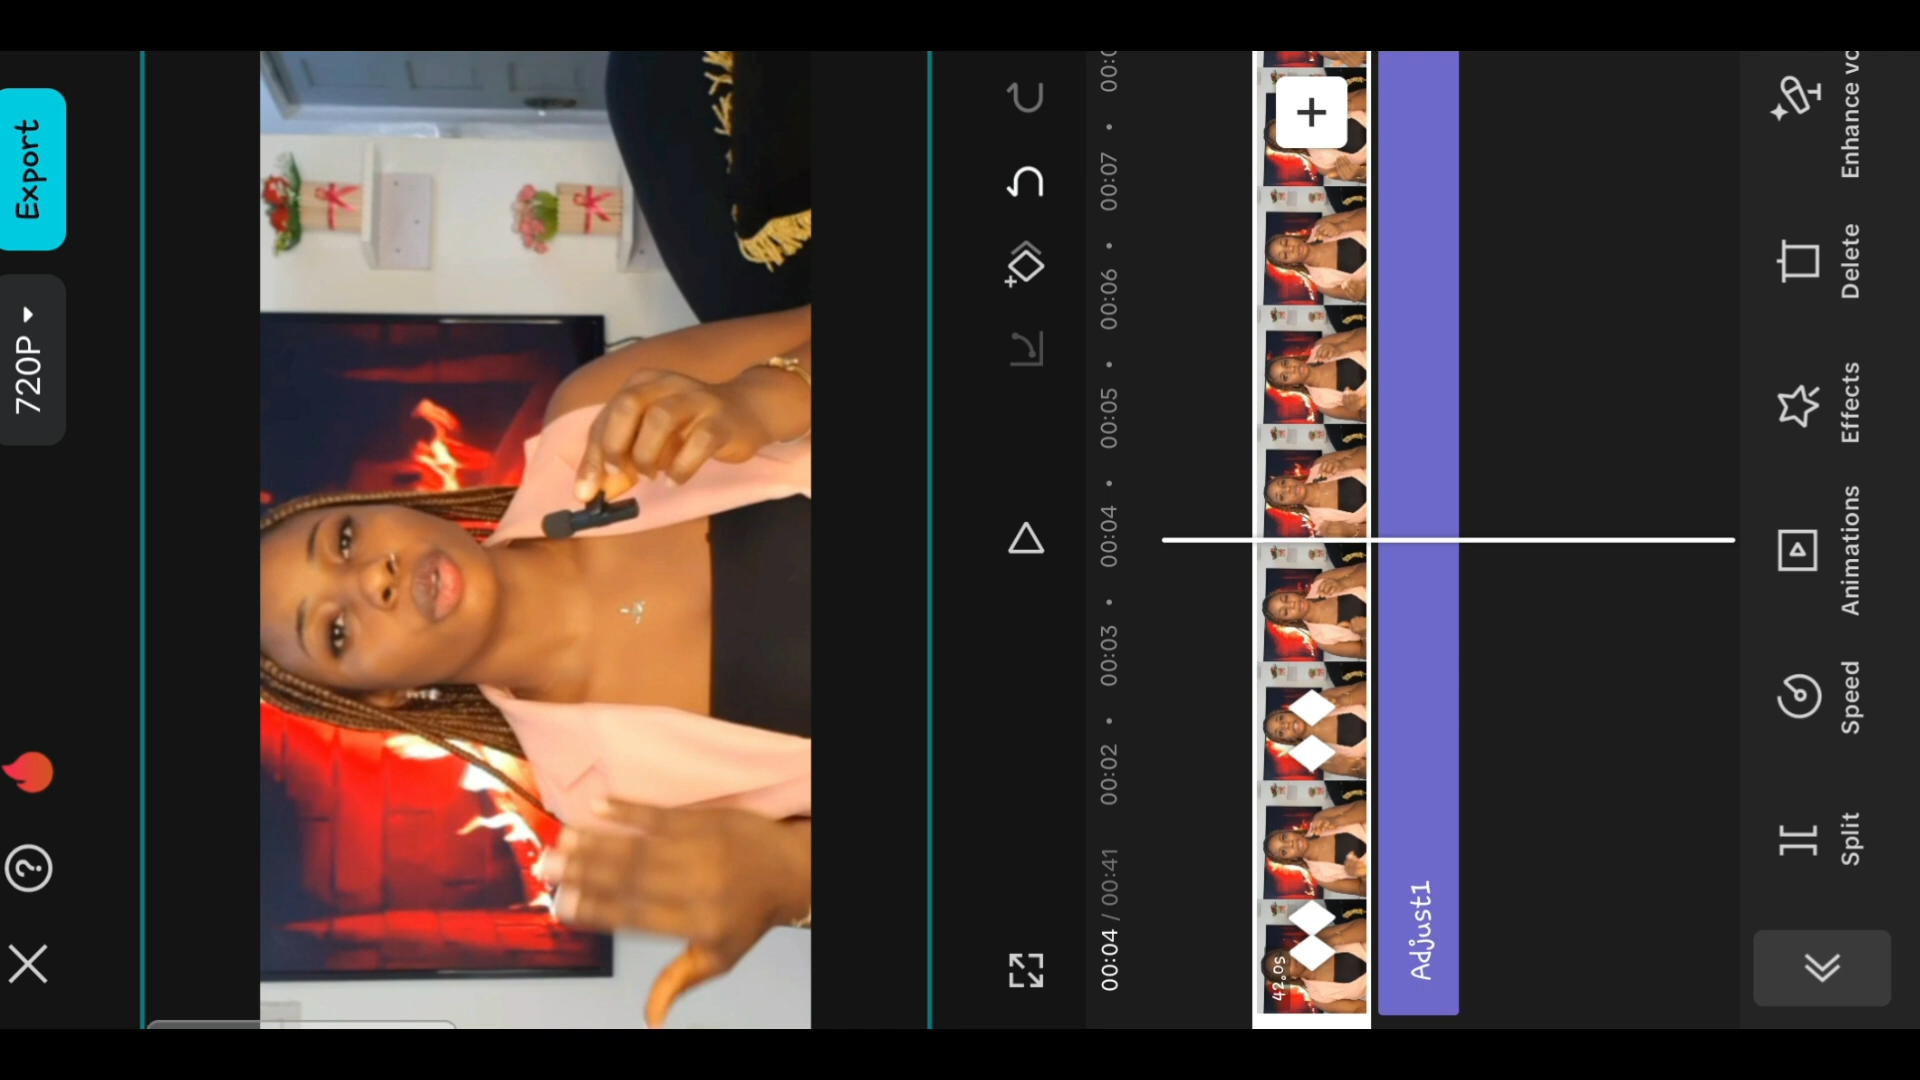 720P
Export
00:04 / 00:41
00:02
00:03
00:04
00:05
00:06
00:07
42.0s
Adjust1
Split
Speed
Animations
Effects
Delete
Enhance